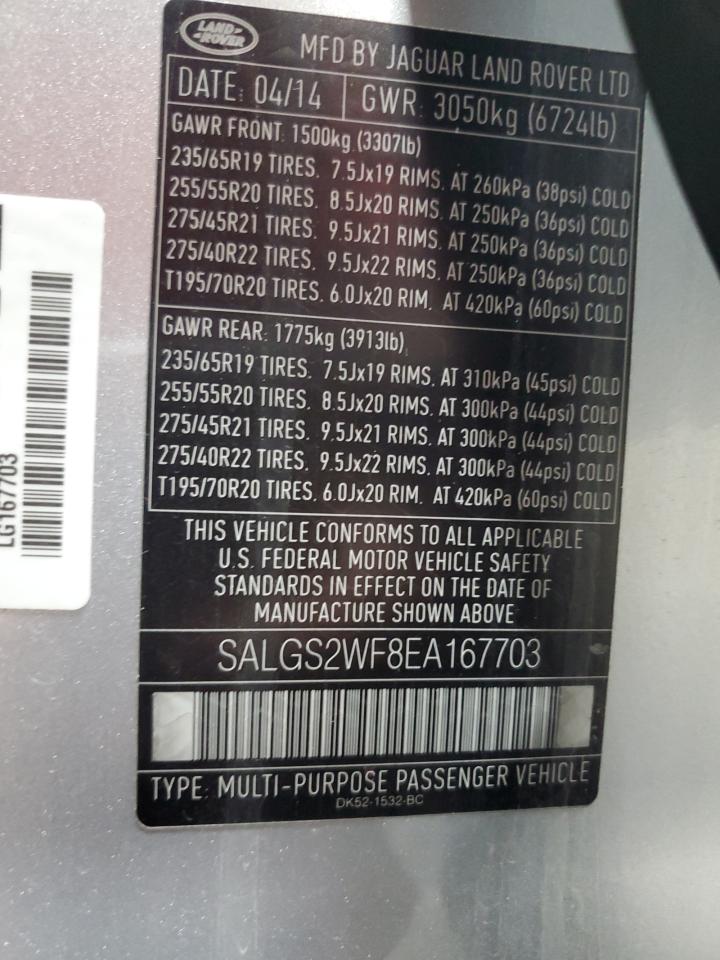 LAND ROVER
MFD BY JAGUAR LAND ROVER LTD
DATE: 04/14 GWR: 3050kg (6724lb)
GAWR FRONT: 1500kg (3307lb)
235/65R19 TIRES. 7.5Jx19 RIMS. AT 260kPa (38psi) COLD
255/55R20 TIRES. 8.5Jx20 RIMS. AT 250kPa (36psi) COLD
275/45R21 TIRES. 9.5Jx21 RIMS. AT 250kPa (36psi) COLD
275/40R22 TIRES. 9.5Jx22 RIMS. AT 250kPa (36psi) COLD
T195/70R20 TIRES. 6.0Jx20 RIM. AT 420kPa (60psi) COLD
GAWR REAR: 1775kg (3913lb)
235/65R19 TIRES. 7.5Jx19 RIMS. AT 310kPa (45psi) COLD
255/55R20 TIRES. 8.5Jx20 RIMS. AT 300kPa (44psi) COLD
275/45R21 TIRES. 9.5Jx21 RIMS. AT 300kPa (44psi) COLD
275/40R22 TIRES. 9.5Jx22 RIMS. AT 300kPa (44psi) COLD
T195/70R20 TIRES. 6.0Jx20 RIM. AT 420kPa (60psi) COLD
THIS VEHICLE CONFORMS TO ALL APPLICABLE
U.S. FEDERAL MOTOR VEHICLE SAFETY
STANDARDS IN EFFECT ON THE DATE OF
MANUFACTURE SHOWN ABOVE
SALGS2WF8EA167703
TYPE: MULTI-PURPOSE PASSENGER VEHICLE
DK52-1532-BC
LG167703